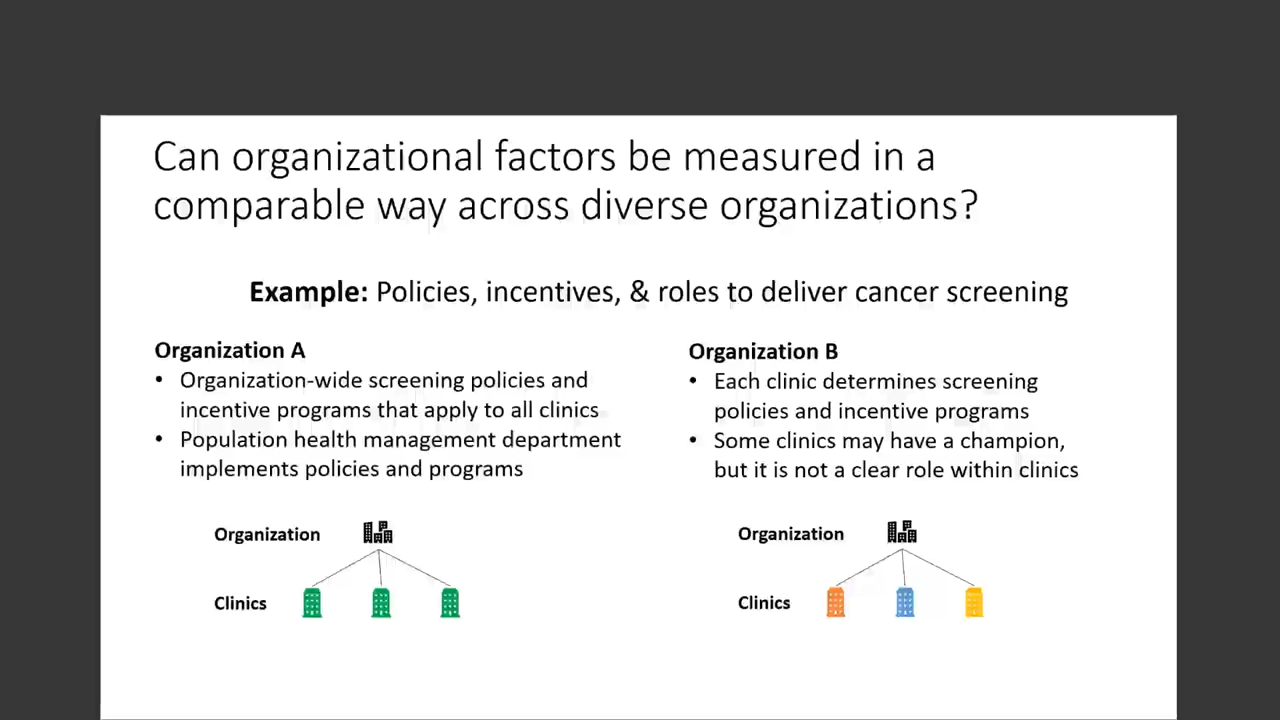 Can organizational factors be measured in a
comparable way across diverse organizations?
Example: Policies, incentives, & roles to deliver cancer screening
Organization A
• Organization-wide screening policies and
incentive programs that apply to all clinics
• Population health management department
implements policies and programs
Organization
Clinics
Organization B
• Each clinic determines screening
policies and incentive programs
• Some clinics may have a champion,
but it is not a clear role within clinics
Organization
Clinics